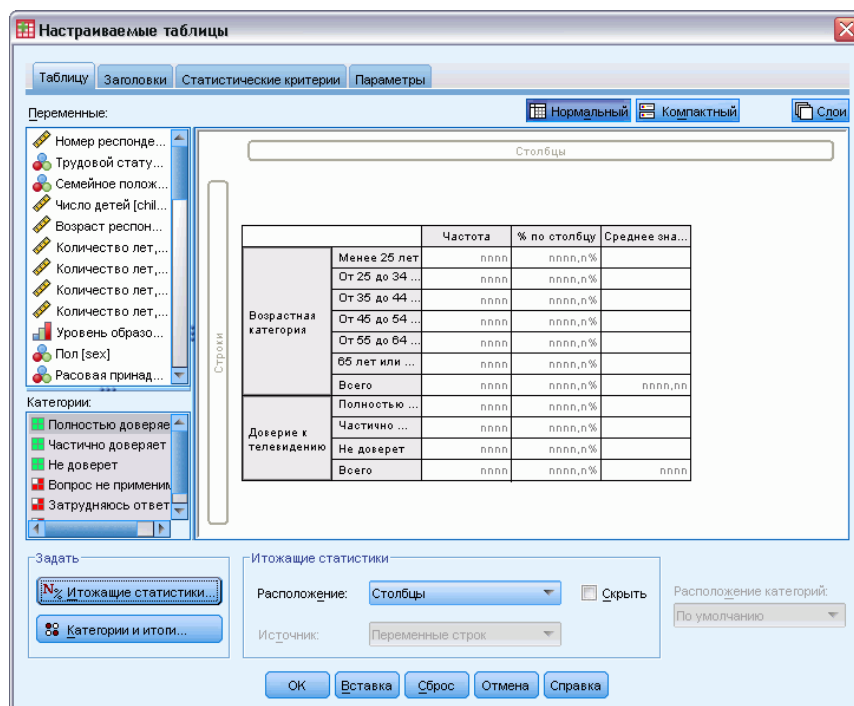 Настраиваемые таблицы
Таблицу Заголовки Статистические критерии Параметры
Переменные:
Нормальный Компактный Слои
Номер респонде...
Трудовой стату...
Семейное полож...
Число детей [chil...
Возраст респон...
Количество лет,...
Количество лет,...
Количество лет,...
Количество лет,...
Уровень образо...
Пол [sex]
Расовая принад...
Категории:
Полностью доверяе
Частично доверяет
Не доверет
Вопрос не применим
Затрудняюсь ответ
Столбцы
Строки
Частота % по столбцу Среднее зна...
Возрастная категория
Менее 25 лет nnnn nnnn,n%
От 25 до 34 ... nnnn nnnn,n%
От 35 до 44 ... nnnn nnnn,n%
От 45 до 54 ... nnnn nnnn,n%
От 55 до 64 ... nnnn nnnn,n%
65 лет или ... nnnn nnnn,n%
Всего nnnn nnnn,n% nnnn,nn
Доверие к телевидению
Полностью ... nnnn nnnn,n%
Частично ... nnnn nnnn,n%
Не доверет nnnn nnnn,n%
Всего nnnn nnnn,n% nnnn
Задать
N% Итожащие статистики...
Категории и итоги...
Итожащие статистики
Расположение: Столбцы Скрыть
Источник: Переменные строк
Расположение категорий:
По умолчанию
OK Вставка Сброс Отмена Справка